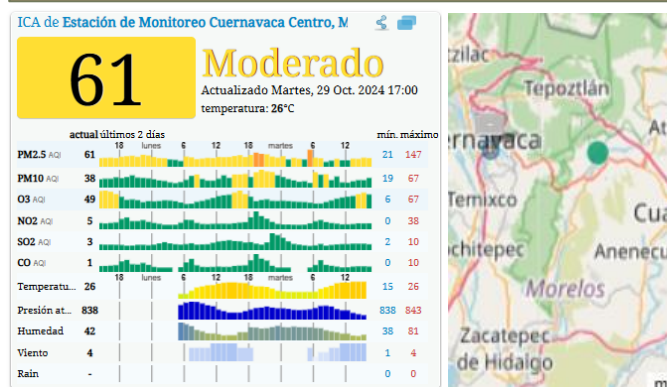 ICA de Estación de Monitoreo Cuernavaca Centro, M
61
Moderado
Actualizado Martes, 29 Oct. 2024 17:00
temperatura: 26°C
actual últimos 2 días mín. máximo
18 lunes 6 12 18 martes 6 12
PM2.5 AQI 61 21 147
PM10 AQI 38 19 67
O3 AQI 49 6 67
NO2 AQI 5 0 38
SO2 AQI 3 2 10
CO AQI 1 0 10
18 lunes 6 12 18 martes 6 12
Temperatu... 26 15 26
Presión at... 838 838 843
Humedad 42 38 81
Viento 4 1 4
Rain - 0 0
tzilac
Tepoztlán
ernavaca
At
Temixco
Cua
chitepec
Anenecu
Morelos
Zacatepec
de Hidalgo
m